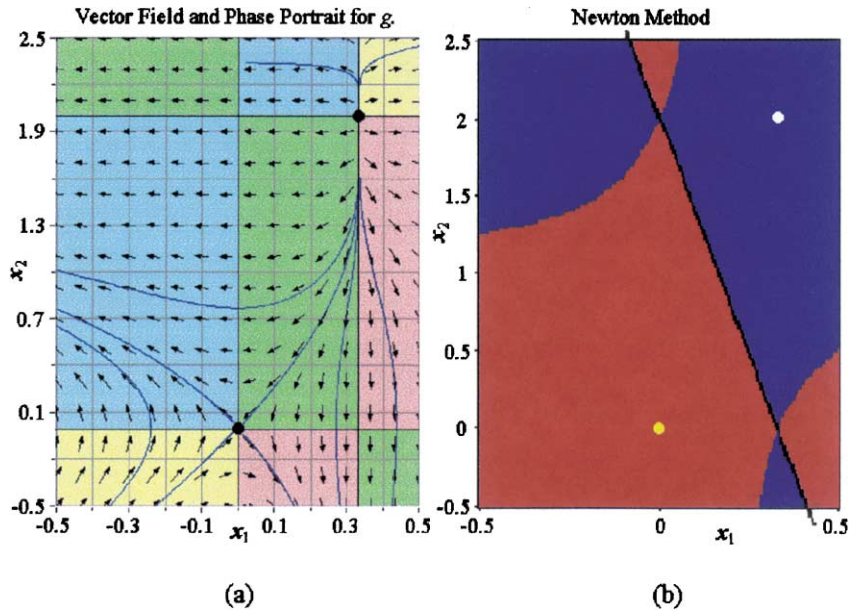 Vector Field and Phase Portrait for g.
2.5
1.9
1.3
0.7
0.1
-0.5
x2
-0.5 -0.3 -0.1 0.1 0.3 0.5
x1
(a)
Newton Method
2.5
2
1.5
1
0.5
0
-0.5
x2
-0.5 0 0.5
x1
(b)